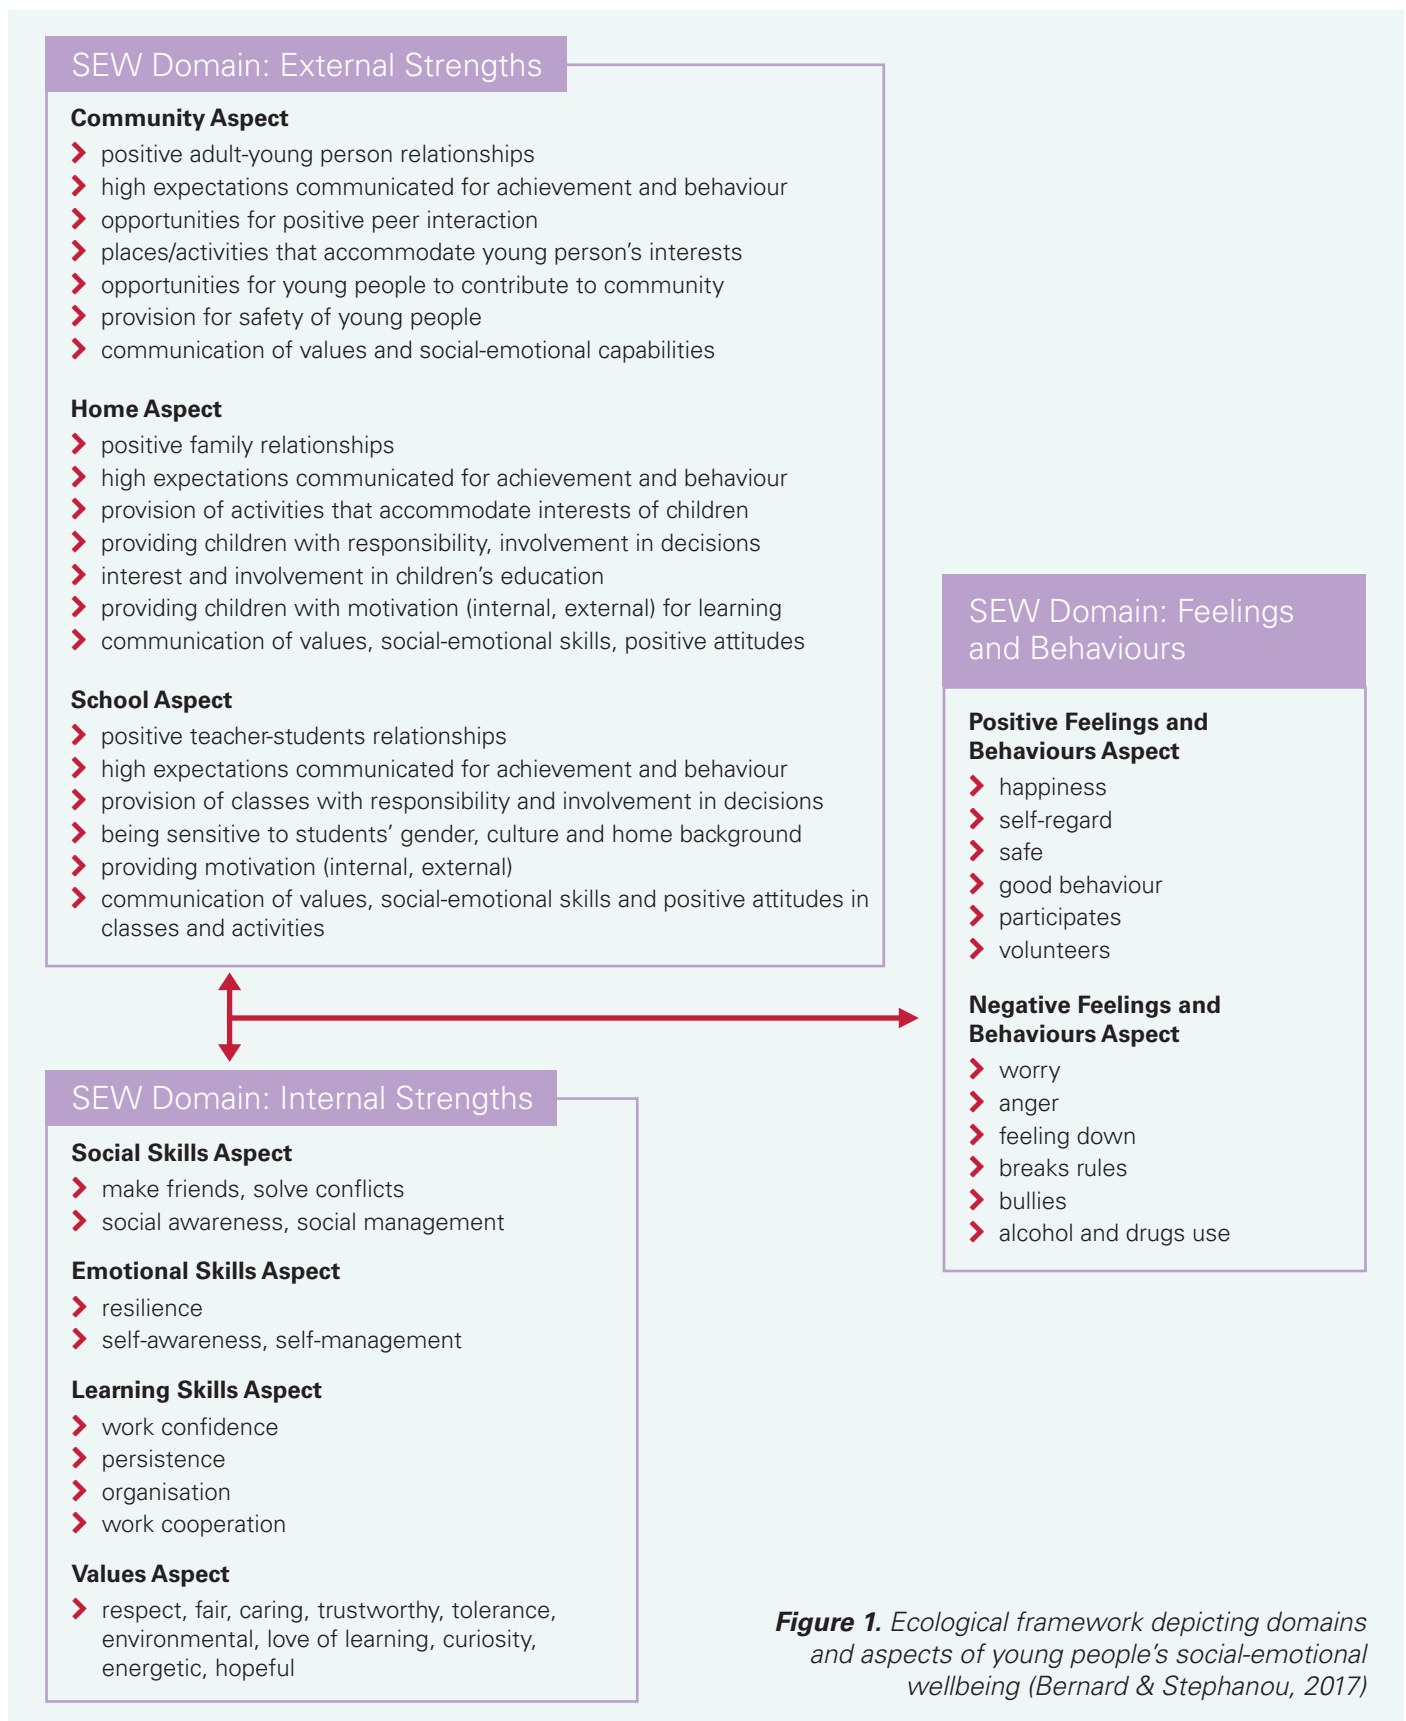 SEW Domain: External Strengths
Community Aspect
positive adult-young person relationships
high expectations communicated for achievement and behaviour
opportunities for positive peer interaction
places/activities that accommodate young person's interests
opportunities for young people to contribute to community
provision for safety of young people
communication of values and social-emotional capabilities
Home Aspect
positive family relationships
high expectations communicated for achievement and behaviour
provision of activities that accommodate interests of children
providing children with responsibility, involvement in decisions
interest and involvement in children's education
providing children with motivation (internal, external) for learning
communication of values, social-emotional skills, positive attitudes
School Aspect
positive teacher-students relationships
high expectations communicated for achievement and behaviour
provision of classes with responsibility and involvement in decisions
being sensitive to students' gender, culture and home background
providing motivation (internal, external)
communication of values, social-emotional skills and positive attitudes in
classes and activities
SEW Domain: Internal Strengths
Social Skills Aspect
make friends, solve conflicts
social awareness, social management
Emotional Skills Aspect
resilience
self-awareness, self-management
Learning Skills Aspect
work confidence
persistence
organisation
work cooperation
Values Aspect
respect, fair, caring, trustworthy, tolerance,
environmental, love of learning, curiosity,
energetic, hopeful
SEW Domain: Feelings
and Behaviours
Positive Feelings and
Behaviours Aspect
happiness
self-regard
safe
good behaviour
participates
volunteers
Negative Feelings and
Behaviours Aspect
worry
anger
feeling down
breaks rules
bullies
alcohol and drugs use
Figure 1. Ecological framework depicting domains
and aspects of young people's social-emotional
wellbeing (Bernard & Stephanou, 2017)